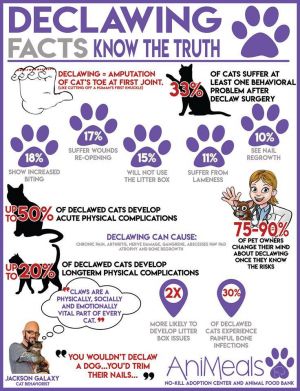 DECLAWING
FACTS KNOW THE TRUTH
DECLAWING = AMPUTATION
OF CAT'S TOE AT FIRST JOINT.
(LIKE CUTTING OFF A HUMAN'S FIRST KNUCKLE)
33%
OF CATS SUFFER AT
LEAST ONE BEHAVIORAL
PROBLEM AFTER
DECLAW SURGERY
18%
SHOW INCREASED
BITING
17%
SUFFER WOUNDS
RE-OPENING
15%
WILL NOT USE
THE LITTER BOX
11%
SUFFER FROM
LAMENESS
10%
SEE NAIL
REGROWTH
UP TO 50% OF DECLAWED CATS DEVELOP
ACUTE PHYSICAL COMPLICATIONS
DECLAWING CAN CAUSE:
CHRONIC PAIN, ARTHRITIS, NERVE DAMAGE, GANGRENE, ABSCESSES PAW PAD
ATROPHY AND BONE REGROWTH
75-90%
OF PET OWNERS
CHANGE THEIR MIND
ABOUT DECLAWING
ONCE THEY KNOW
THE RISKS
UP TO 20% OF DECLAWED CATS DEVELOP
LONGTERM PHYSICAL COMPLICATIONS
"CLAWS ARE A
PHYSICALLY, SOCIALLY
AND EMOTIONALLY
VITAL PART OF EVERY
CAT."
2X
MORE LIKELY TO
DEVELOP LITTER
BOX ISSUES
30%
OF DECLAWED
CATS EXPERIENCE
PAINFUL BONE
INFECTIONS
JACKSON GALAXY
CAT BEHAVIORIST
"YOU WOULDN'T DECLAW
A DOG...YOU'D TRIM
THEIR NAILS..."
AniMeals
NO-KILL ADOPTION CENTER AND ANIMAL FOOD BANK